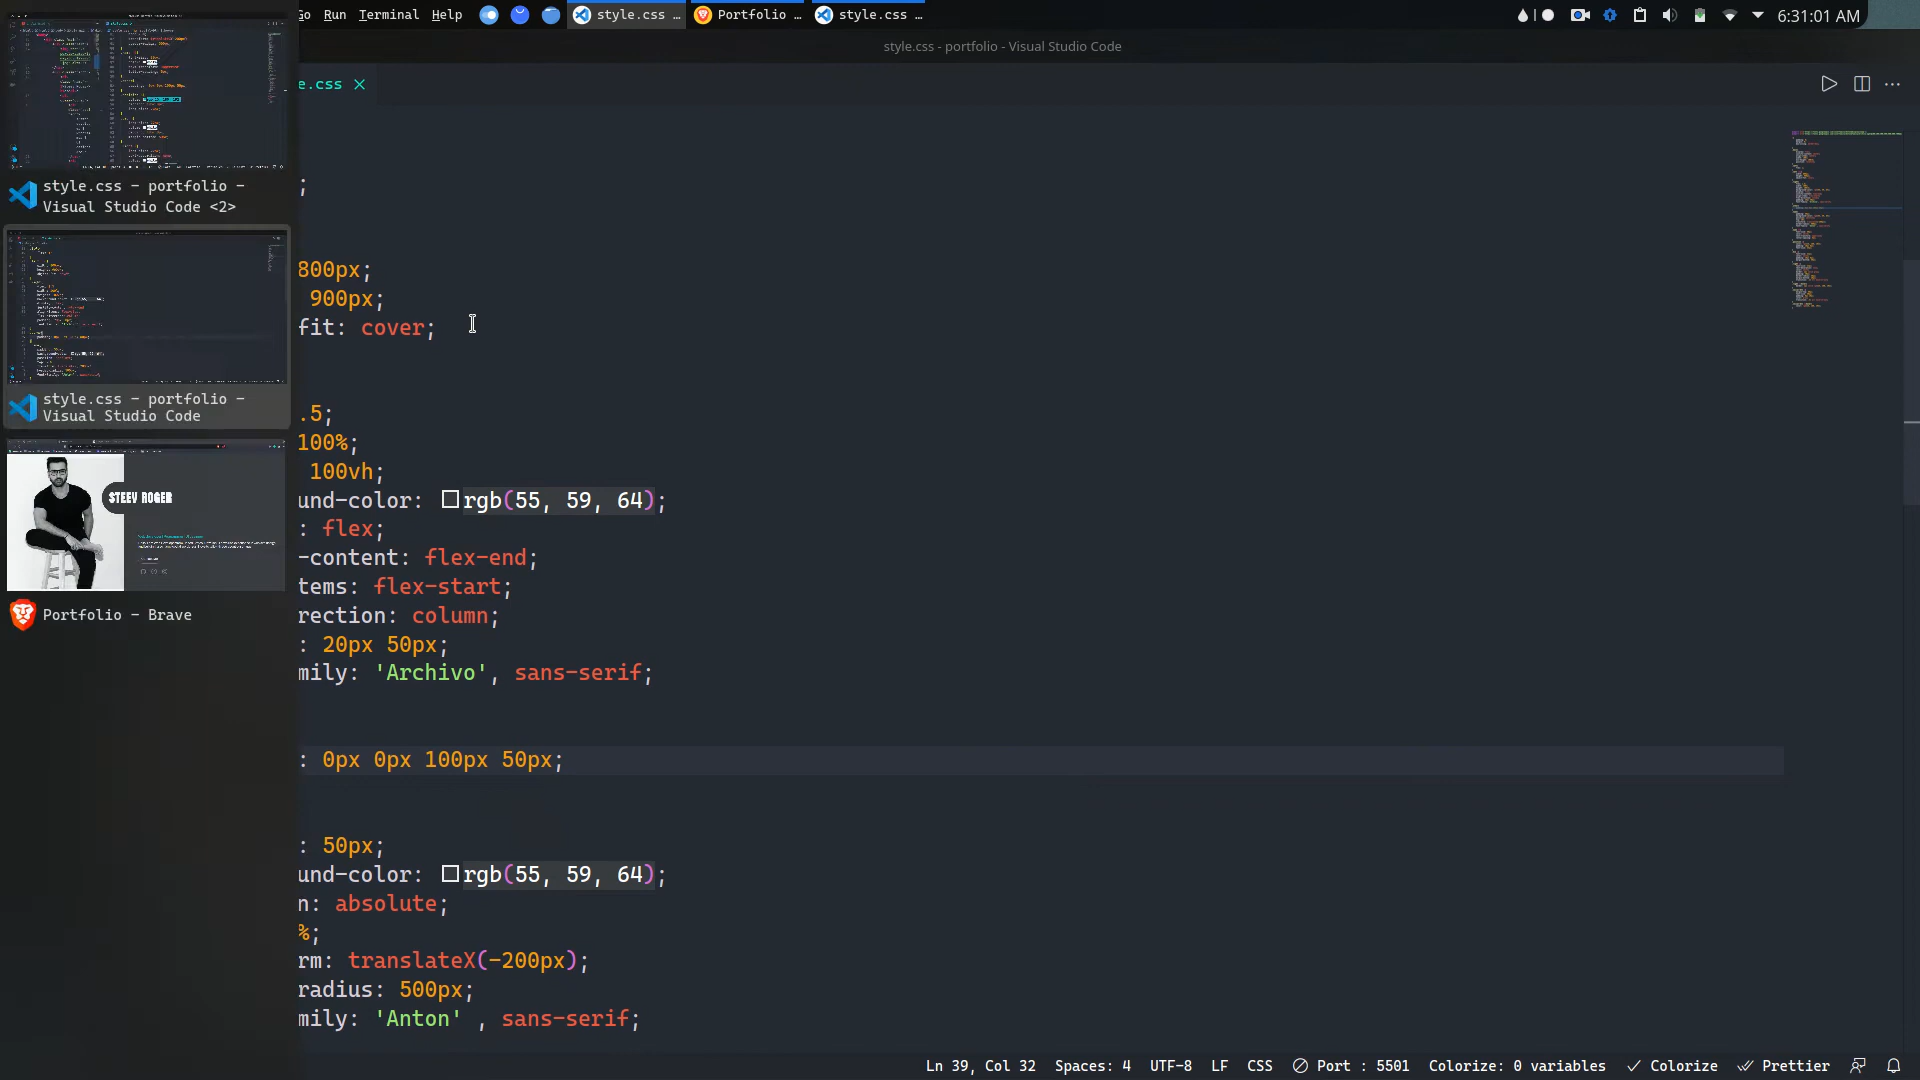 Go Run Terminal Help style.css … Portfolio … style.css … 6:31:01 AM
style.css - portfolio - Visual Studio Code
e.css
style.css - portfolio -
Visual Studio Code <2>
style.css - portfolio -
Visual Studio Code
STEEV ROGER
Portfolio - Brave
;
800px;
900px;
fit: cover;
.5;
100%;
100vh;
und-color: rgb(55, 59, 64);
: flex;
-content: flex-end;
tems: flex-start;
rection: column;
: 20px 50px;
mily: 'Archivo', sans-serif;
: 0px 0px 100px 50px;
: 50px;
und-color: rgb(55, 59, 64);
n: absolute;
%;
rm: translateX(-200px);
radius: 500px;
mily: 'Anton' , sans-serif;
Ln 39, Col 32 Spaces: 4 UTF-8 LF CSS Port : 5501 Colorize: 0 variables Colorize Prettier